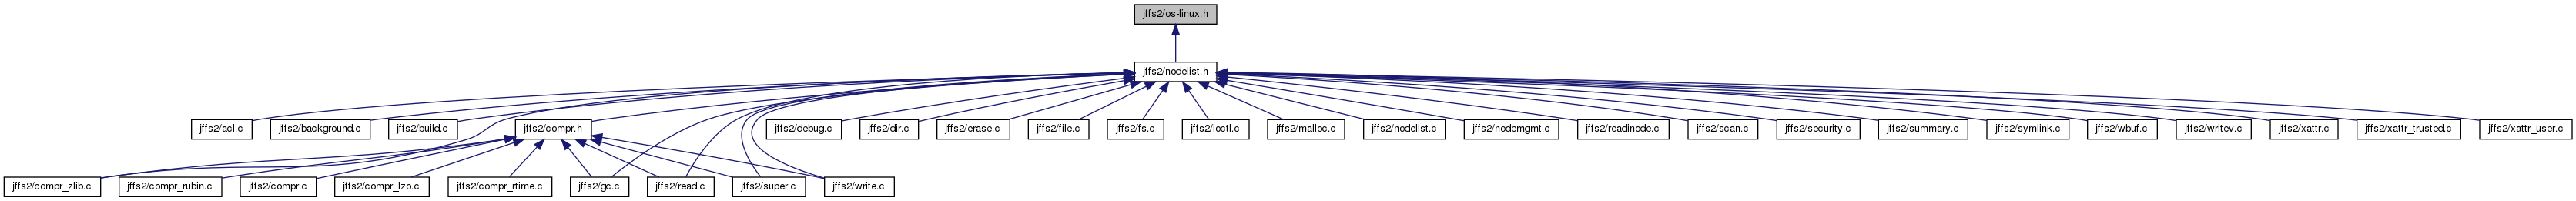 jffs2/os-linux.h
jffs2/nodelist.h
jffs2/acl.c
jffs2/background.c
jffs2/build.c
jffs2/compr.h
jffs2/debug.c
jffs2/dir.c
jffs2/erase.c
jffs2/file.c
jffs2/fs.c
jffs2/ioctl.c
jffs2/malloc.c
jffs2/nodelist.c
jffs2/nodemgmt.c
jffs2/readinode.c
jffs2/scan.c
jffs2/security.c
jffs2/summary.c
jffs2/symlink.c
jffs2/wbuf.c
jffs2/writev.c
jffs2/xattr.c
jffs2/xattr_trusted.c
jffs2/xattr_user.c
jffs2/compr_zlib.c
jffs2/compr_rubin.c
jffs2/compr.c
jffs2/compr_lzo.c
jffs2/compr_rtime.c
jffs2/gc.c
jffs2/read.c
jffs2/super.c
jffs2/write.c